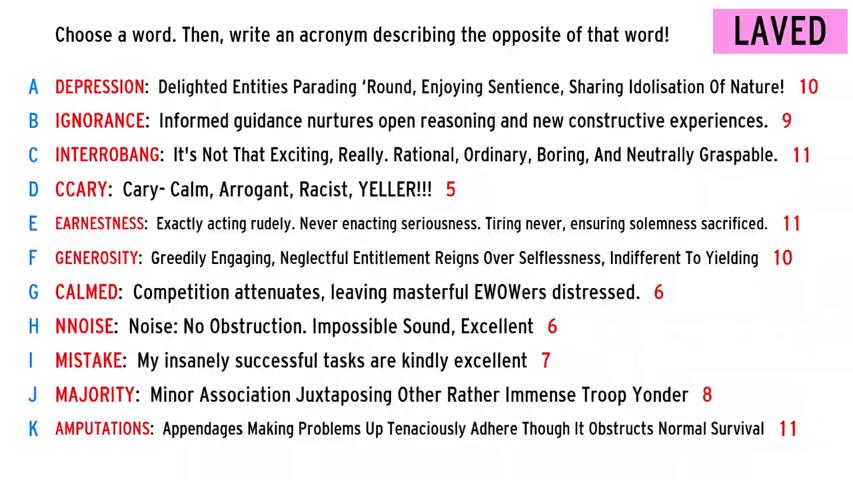 Choose a word. Then, write an acronym describing the opposite of that word!
LAVED
A DEPRESSION: Delighted Entities Parading ‘Round, Enjoying Sentience, Sharing Idolisation Of Nature! 10
B IGNORANCE: Informed guidance nurtures open reasoning and new constructive experiences. 9
C INTERROBANG: It's Not That Exciting, Really. Rational, Ordinary, Boring, And Neutrally Graspable. 11
D CCARY: Cary- Calm, Arrogant, Racist, YELLER!!! 5
E EARNESTNESS: Exactly acting rudely. Never enacting seriousness. Tiring never, ensuring solemness sacrificed. 11
F GENEROSITY: Greedily Engaging, Neglectful Entitlement Reigns Over Selflessness, Indifferent To Yielding 10
G CALMED: Competition attenuates, leaving masterful EWOWers distressed. 6
H NNOISE: Noise: No Obstruction. Impossible Sound, Excellent 6
I MISTAKE: My insanely successful tasks are kindly excellent 7
J MAJORITY: Minor Association Juxtaposing Other Rather Immense Troop Yonder 8
K AMPUTATIONS: Appendages Making Problems Up Tenaciously Adhere Though It Obstructs Normal Survival 11